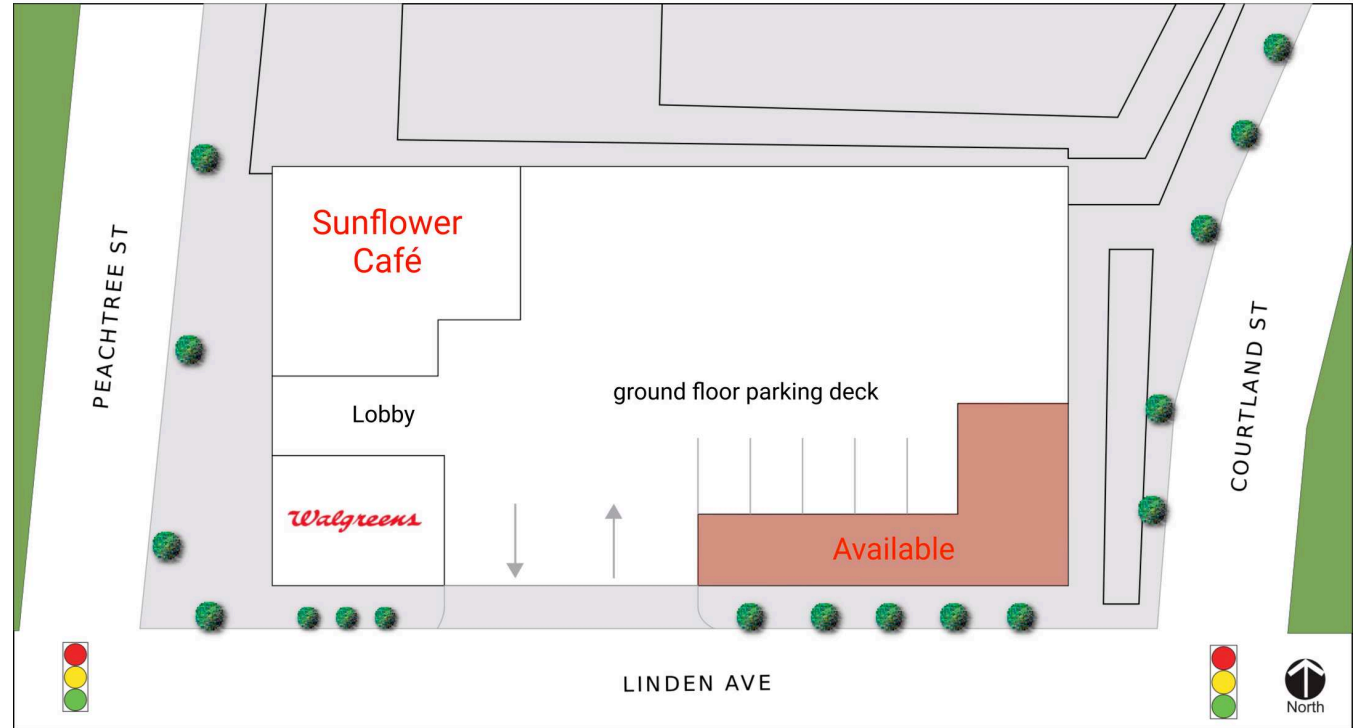 Sunflower
Café
PEACHTREE ST
COURTLAND ST
ground floor parking deck
Lobby
Walgreens
Available
LINDEN AVE
North